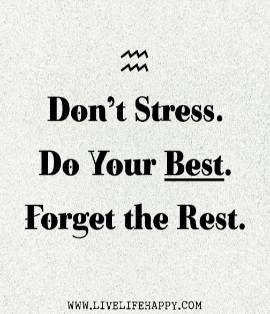 Don't Stress.
Do Your Best.
Forget the Rest.
WWW.LIVELIFEHAPPY.COM